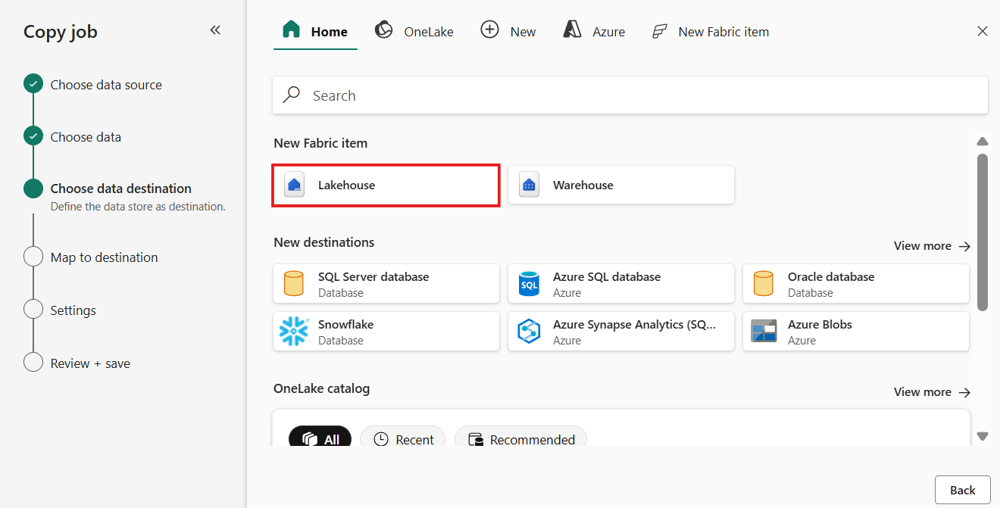 Copy job
Choose data source
Choose data
Choose data destination
Define the data store as destination.
Map to destination
Settings
Review + save
Home OneLake New Azure New Fabric item
Search
New Fabric item
Lakehouse Warehouse
New destinations View more
SQL Server database
Database
SQL
Azure SQL database
Azure
Oracle database
Database
Snowflake
Database
Azure Synapse Analytics (SQ...
Azure
Azure Blobs
Azure
OneLake catalog View more
All Recent Recommended
Back